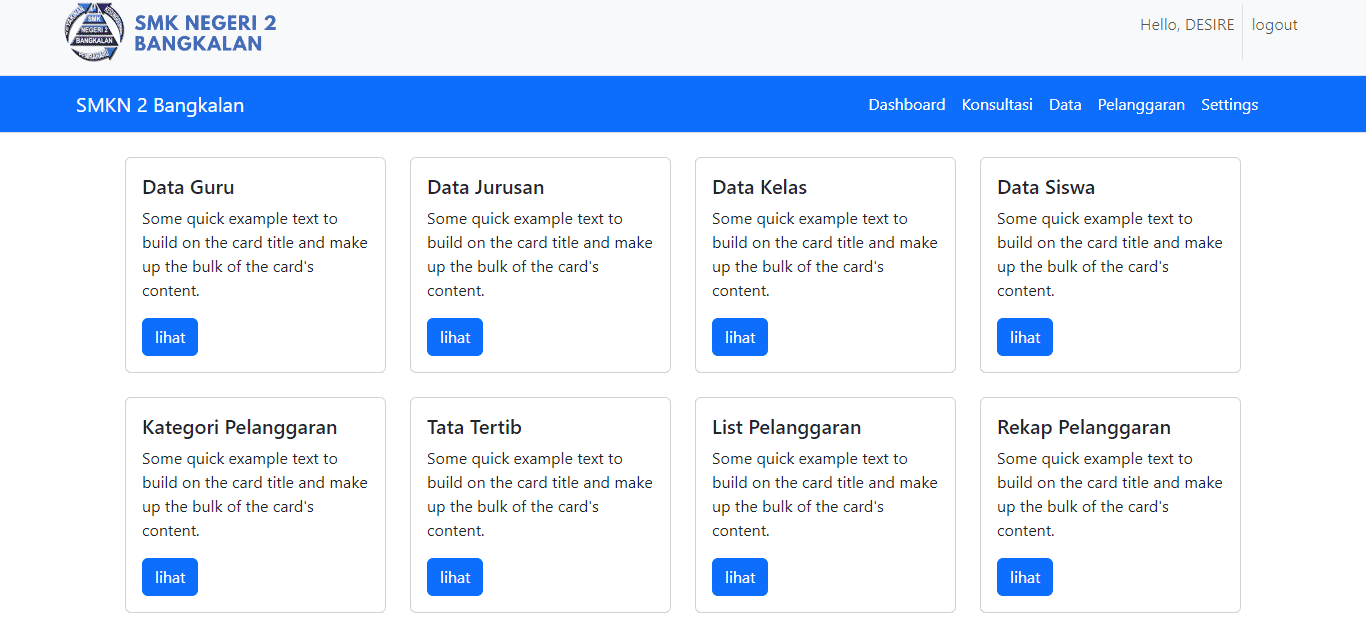 SMK
NEGERI 2
BANGKALAN
SMK NEGERI 2
BANGKALAN
Hello, DESIRE
logout
SMKN 2 Bangkalan
Dashboard Konsultasi Data Pelanggaran Settings
Data Guru
Some quick example text to
build on the card title and make
up the bulk of the card's
content.
lihat
Data Jurusan
Some quick example text to
build on the card title and make
up the bulk of the card's
content.
lihat
Data Kelas
Some quick example text to
build on the card title and make
up the bulk of the card's
content.
lihat
Data Siswa
Some quick example text to
build on the card title and make
up the bulk of the card's
content.
lihat
Kategori Pelanggaran
Some quick example text to
build on the card title and make
up the bulk of the card's
content.
lihat
Tata Tertib
Some quick example text to
build on the card title and make
up the bulk of the card's
content.
lihat
List Pelanggaran
Some quick example text to
build on the card title and make
up the bulk of the card's
content.
lihat
Rekap Pelanggaran
Some quick example text to
build on the card title and make
up the bulk of the card's
content.
lihat